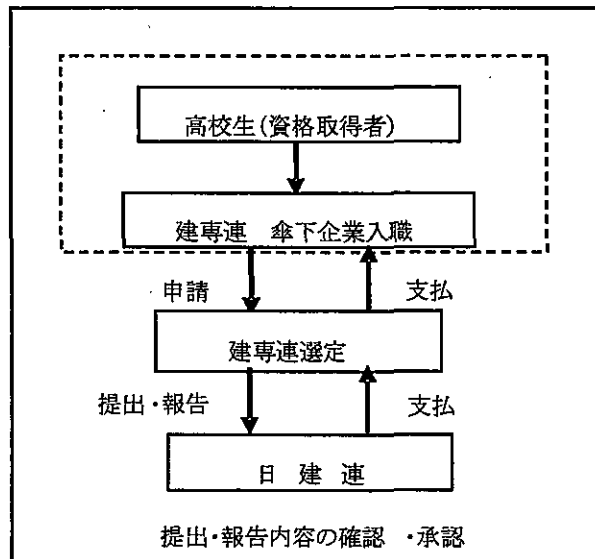 高校生(資格取得者)
建専連 傘下企業入職
申請 支払
建専連選定
提出・報告 支払
日 建 連
提出・報告内容の確認 ・承認